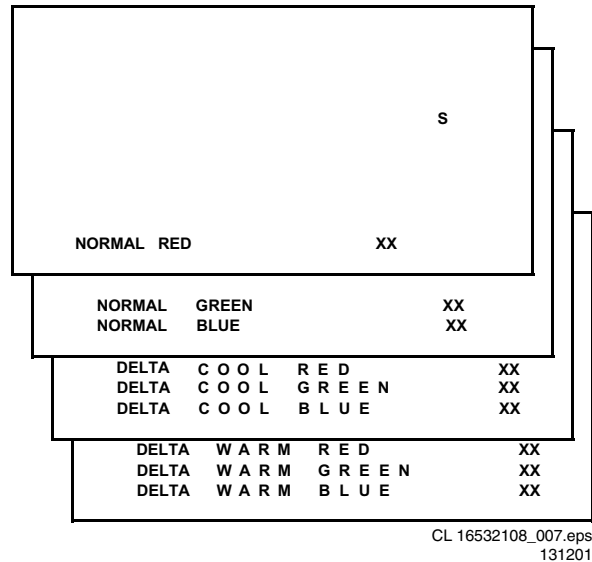 S
NORMAL RED XX
NORMAL GREEN XX
NORMAL BLUE XX
DELTA COOL RED XX
DELTA COOL GREEN XX
DELTA COOL BLUE XX
DELTA WARM RED XX
DELTA WARM GREEN XX
DELTA WARM BLUE XX
CL 16532108_007.eps
131201